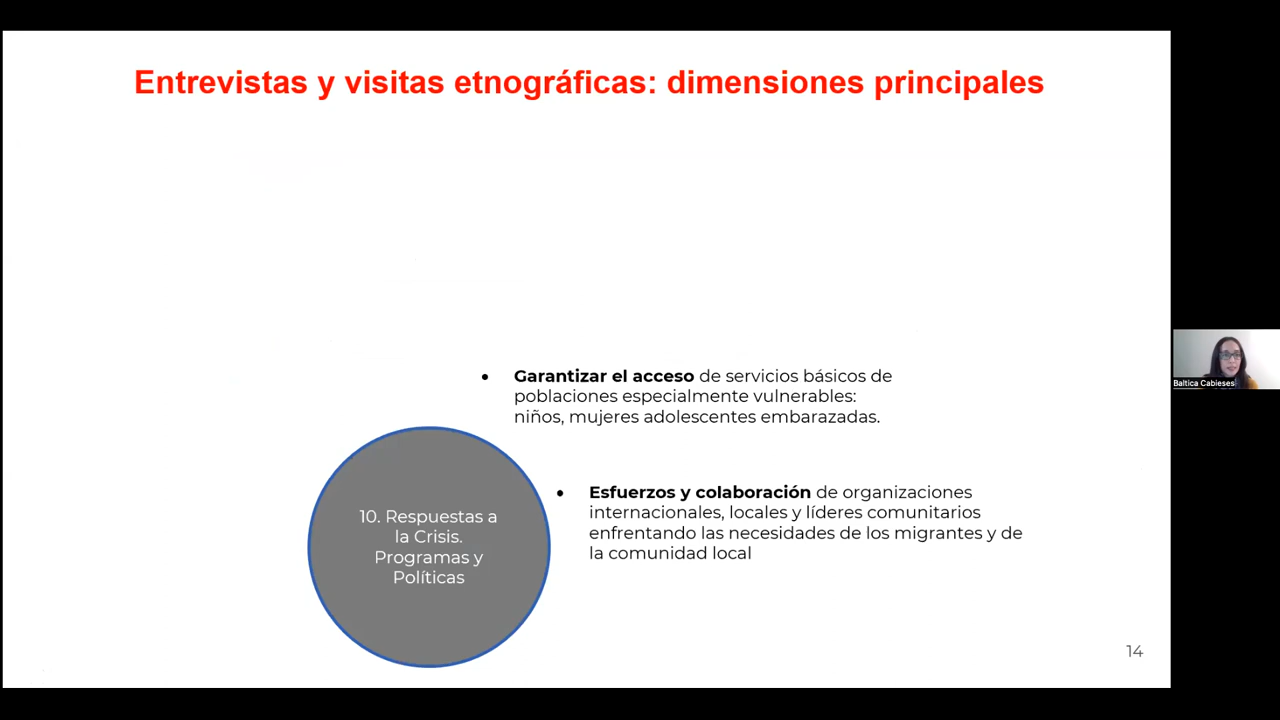 Entrevistas y visitas etnográficas: dimensiones principales
• Garantizar el acceso de servicios básicos de
poblaciones especialmente vulnerables:
niños, mujeres adolescentes embarazadas.
• Esfuerzos y colaboración de organizaciones
internacionales, locales y líderes comunitarios
enfrentando las necesidades de los migrantes y de
la comunidad local
10. Respuestas a
la Crisis.
Programas y
Políticas
14
Baltica Cabieses